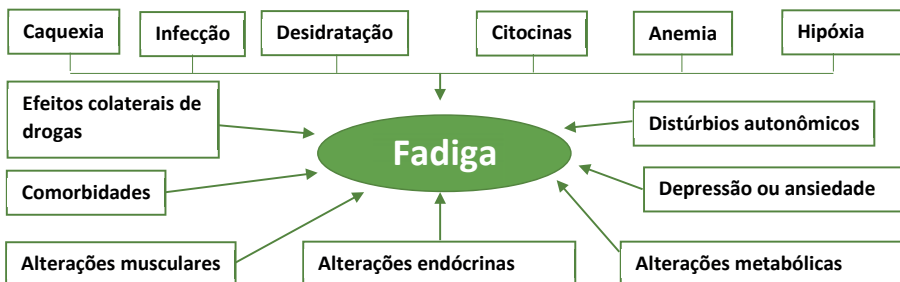 Caquexia
Infecção
Desidratação
Citocinas
Anemia
Hipóxia
Efeitos colaterais de
drogas
Fadiga
Distúrbios autonômicos
Comorbidades
Depressão ou ansiedade
Alterações musculares
Alterações endócrinas
Alterações metabólicas